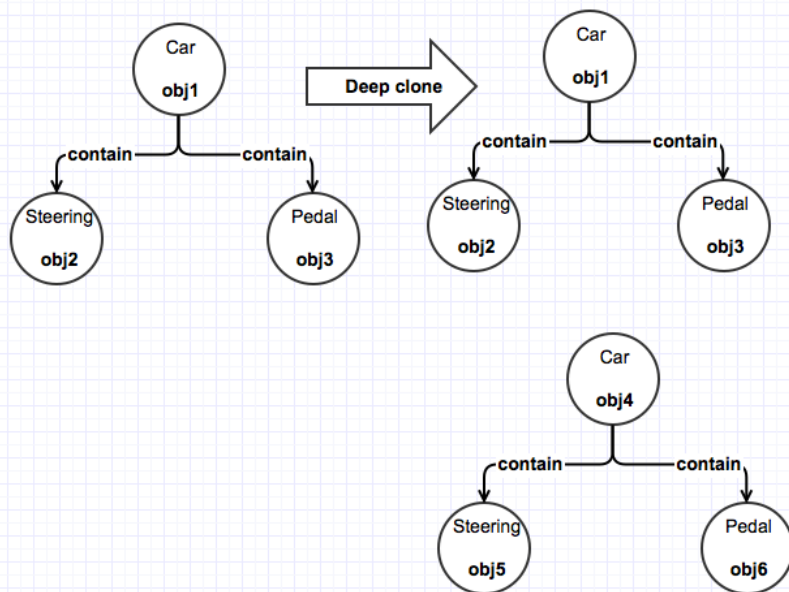 Car
obj1
contain
contain
Steering
obj2
Pedal
obj3
Deep clone
Car
obj1
contain
contain
Steering
obj2
Pedal
obj3
Car
obj4
contain
contain
Steering
obj5
Pedal
obj6